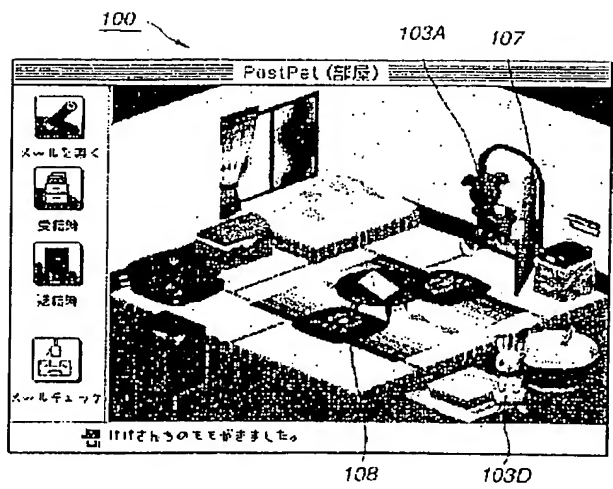 100
103A 107
PostPet (部屋)
メールを書く
受信簿
送信簿
メールチェック
けけさんちのモモがきました。
108 103D